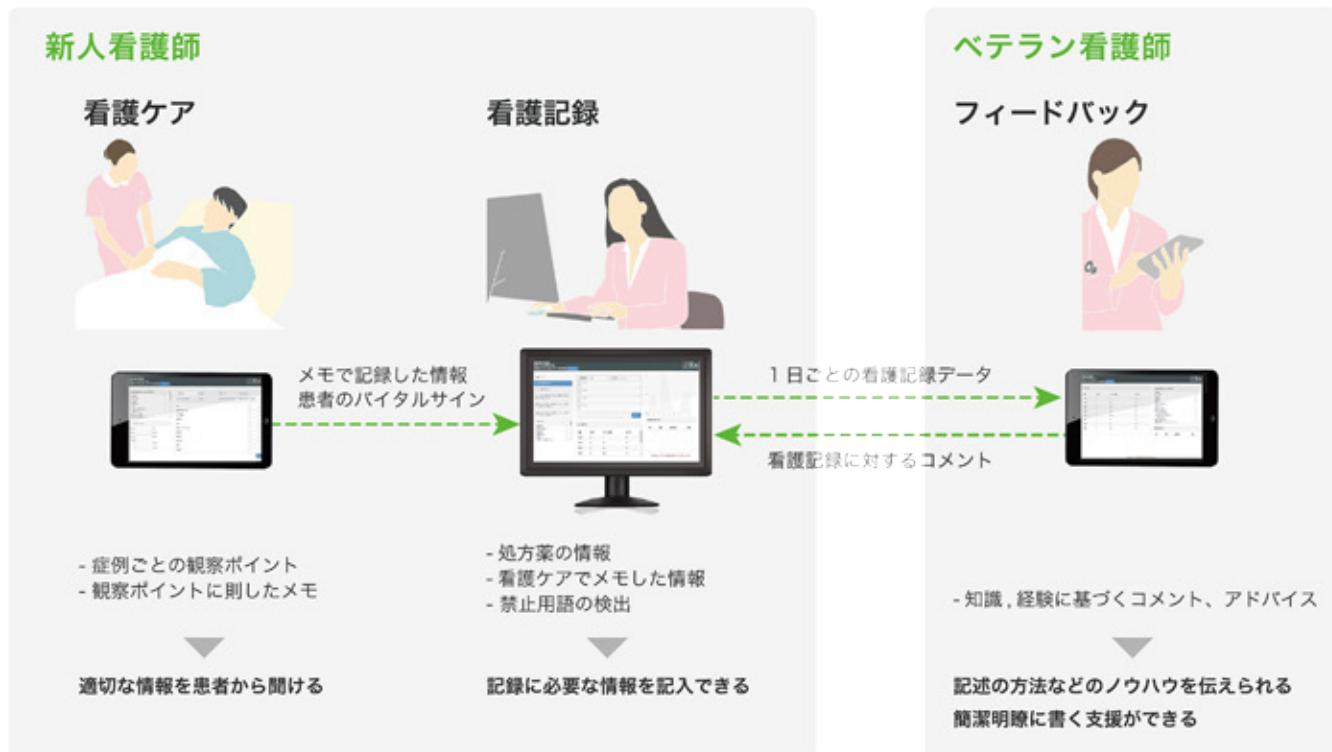 新人看護師
看護ケア
看護記録
メモで記録した情報
患者のバイタルサイン
- 症例ごとの観察ポイント
- 観察ポイントに則したメモ
適切な情報を患者から聞ける
- 処方薬の情報
- 看護ケアでメモした情報
- 禁止用語の検出
記録に必要な情報を記入できる
1日ごとの看護記録データ
看護記録に対するコメント
ベテラン看護師
フィードバック
- 知識 , 経験に基づくコメント、アドバイス
記述の方法などのノウハウを伝えられる
簡潔明瞭に書く支援ができる